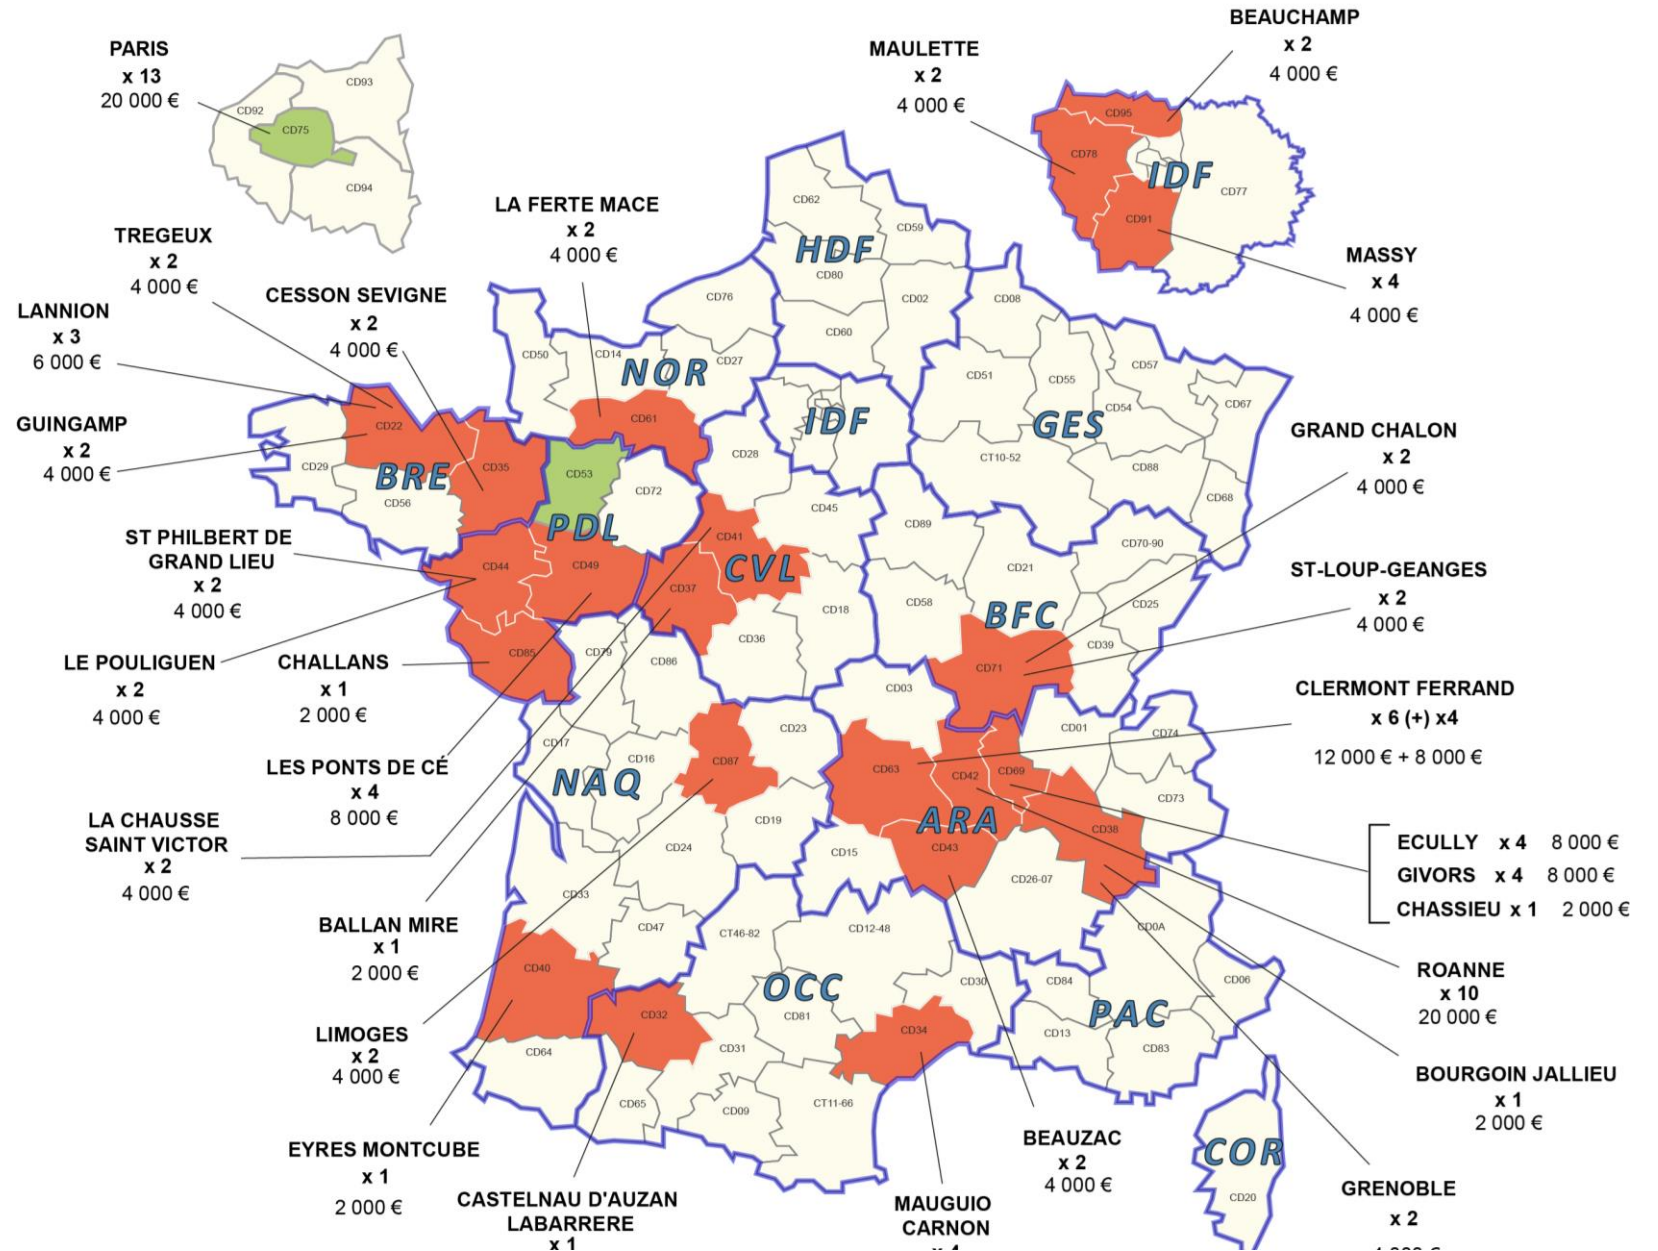 PARIS
x 13
20 000 €
CD93
CD92
CD75
CD94
BEAUCHAMP
x 2
4 000 €
MAULETTE
x 2
4 000 €
CD95
CD78
IDF
CD77
CD91
MASSY
x 4
4 000 €
LA FERTE MACE
x 2
4 000 €
TREGEUX
x 2
4 000 €
CESSON SEVIGNE
x 2
4 000 €
LANNION
x 3
6 000 €
GUINGAMP
x 2
4 000 €
CD62
CD59
HDF
CD80
CD76
CD02
CD08
CD60
CD50
CD14
CD27
NOR
CD61
CD51
CD55
CD57
CD54
CD67
IDF
GES
CD22
CD35
CD29
BRE
CD56
CD53
CD72
PDL
CD28
CD45
CT10-52
CD88
CD68
GRAND CHALON
x 2
4 000 €
CD89
CD70-90
CD21
CD41
CVL
CD44
CD49
CD37
CD58
CD25
BFC
CD18
CD36
CD39
CD71
ST-LOUP-GEANGES
x 2
4 000 €
ST PHILBERT DE
GRAND LIEU
x 2
4 000 €
LE POULIGUEN
x 2
4 000 €
CHALLANS
x 1
2 000 €
CD85
CD79
CD86
CD03
CLERMONT FERRAND
x 6 (+) x4
12 000 € + 8 000 €
LES PONTS DE CÉ
x 4
8 000 €
CD17
CD16
NAQ
CD87
CD23
CD63
CD42
CD69
CD01
CD74
CD73
CD38
ARA
CD43
CD19
CD15
CD24
CD26-07
LA CHAUSSE
SAINT VICTOR
x 2
4 000 €
ECULLY x 4 8 000 €
GIVORS x 4 8 000 €
CHASSIEU x 1 2 000 €
BALLAN MIRE
x 1
2 000 €
CD33
CD47
CT46-82
CD12-48
CD0A
CD40
CD32
OCC
CD81
CD30
CD34
CD84
CD06
PAC
CD13
CD83
ROANNE
x 10
20 000 €
LIMOGES
x 2
4 000 €
CD64
CD31
CD65
CD09
CT11-66
BOURGOIN JALLIEU
x 1
2 000 €
EYRES MONTCUBE
x 1
2 000 €
BEAUZAC
x 2
4 000 €
COR
CD20
CASTELNAU D'AUZAN
LABARRERE
x 1
MAUGUIO
CARNON
GRENOBLE
x 2